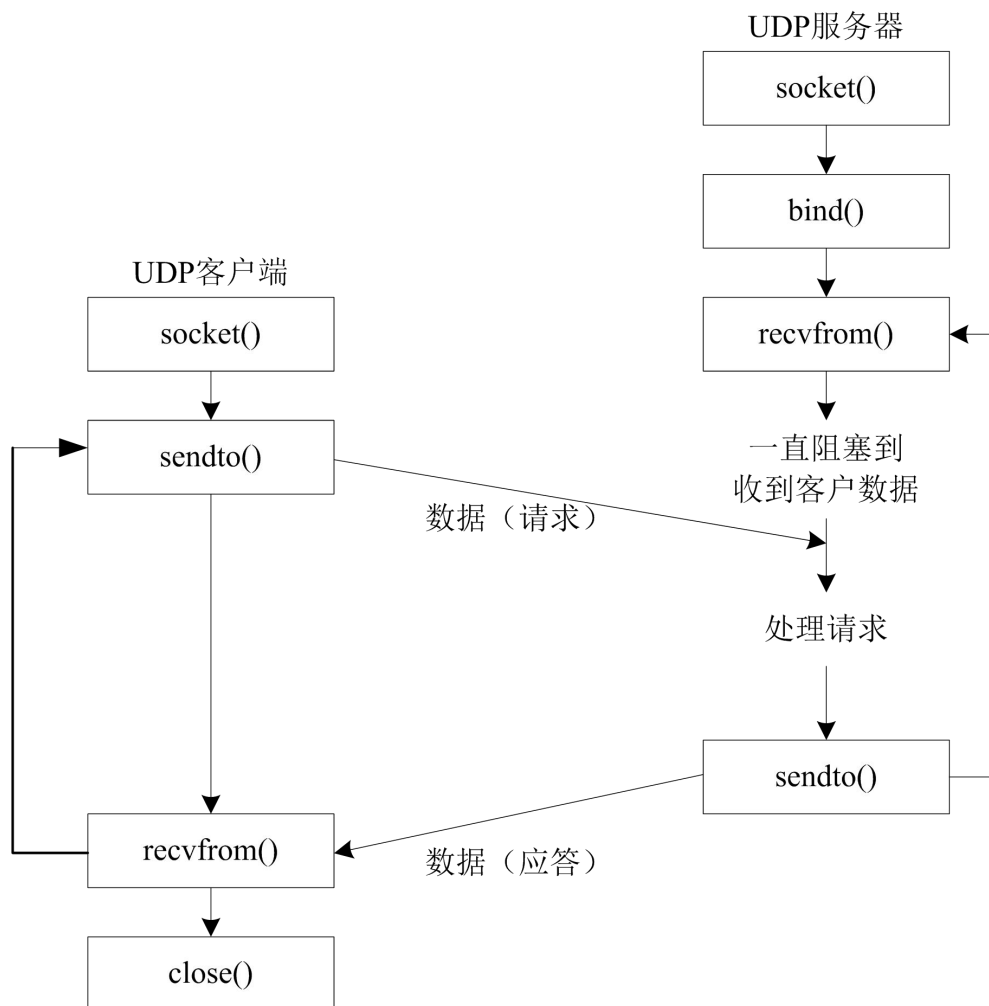 UDP服务器
socket()
bind()
recvfrom()
一直阻塞到
收到客户数据
处理请求
sendto()
UDP客户端
socket()
sendto()
数据（请求）
recvfrom()
数据（应答）
close()